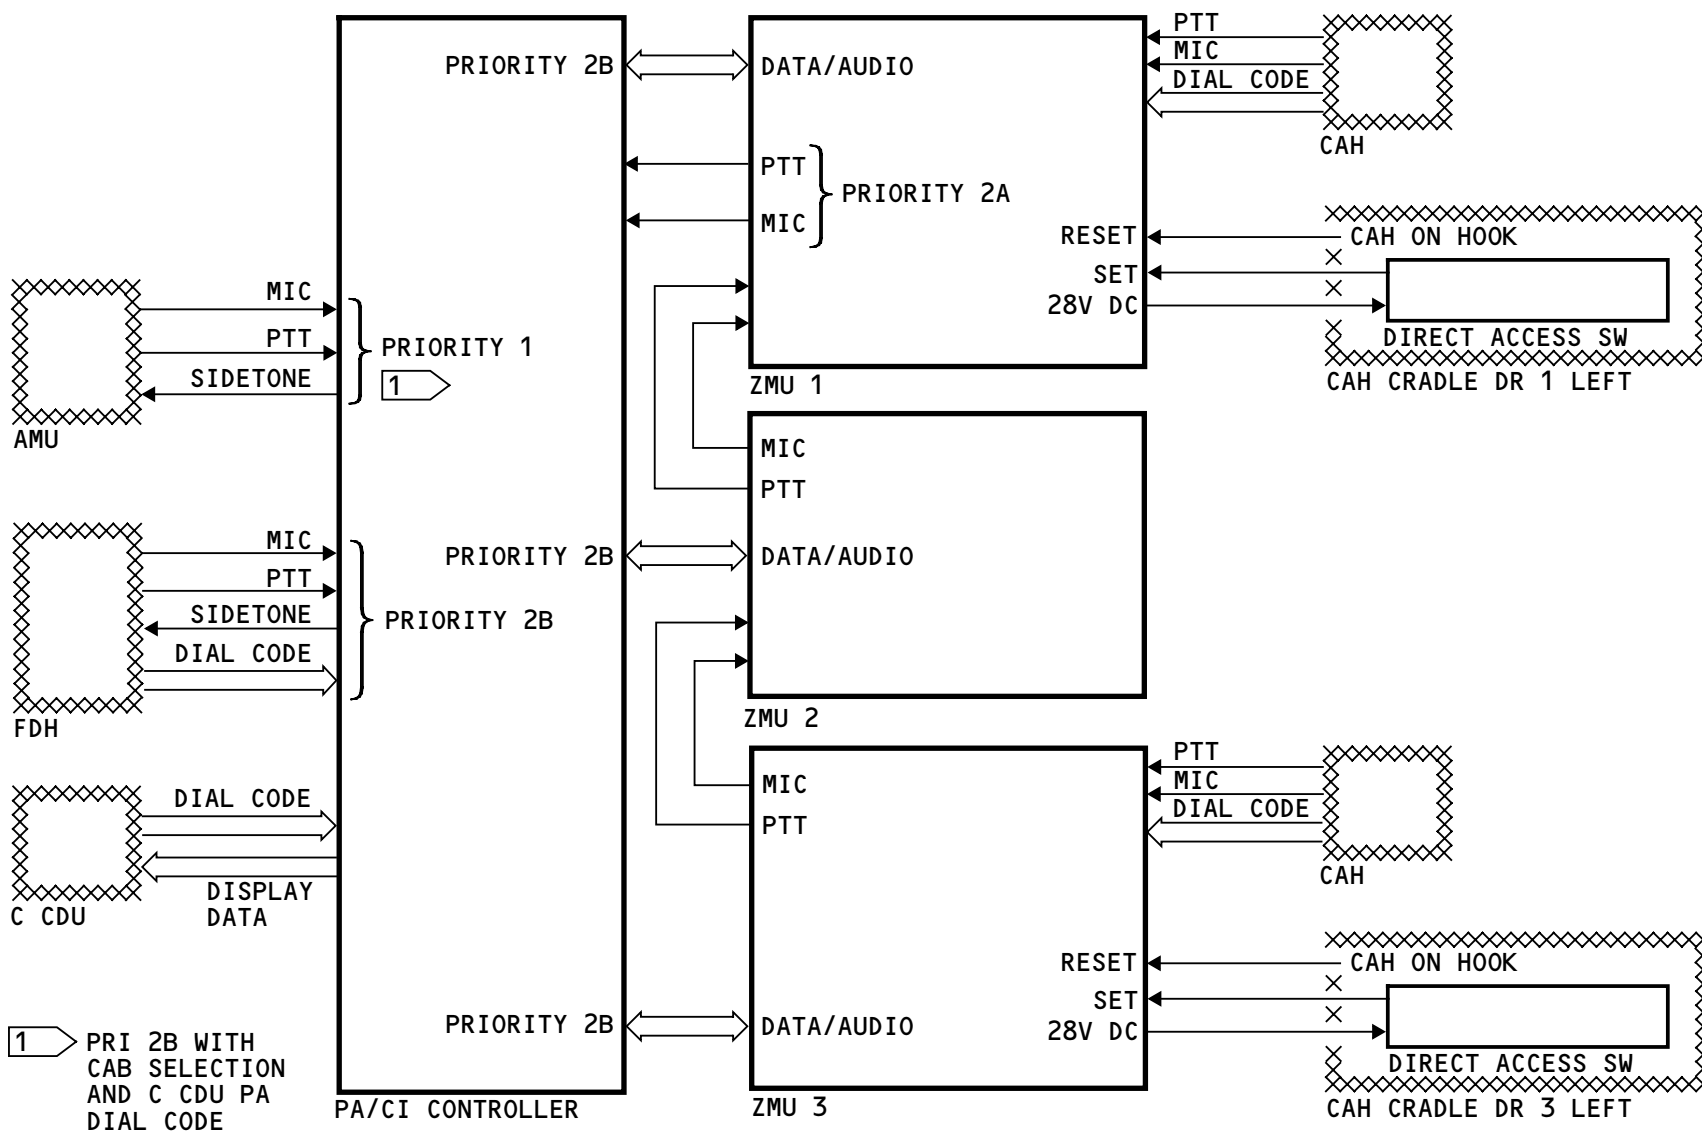 MIC
PTT
SIDETONE
AMU
PRIORITY 1
1
MIC
PTT
SIDETONE
DIAL CODE
FDH
PRIORITY 2B
DIAL CODE
DISPLAY
DATA
C CDU
1
PRI 2B WITH
CAB SELECTION
AND C CDU PA
DIAL CODE
PRIORITY 2B
PRIORITY 2B
PRIORITY 2B
PA/CI CONTROLLER
DATA/AUDIO
PTT
MIC
PRIORITY 2A
RESET
SET
28V DC
ZMU 1
MIC
PTT
DATA/AUDIO
ZMU 2
MIC
PTT
DATA/AUDIO
RESET
SET
28V DC
ZMU 3
PTT
MIC
DIAL CODE
CAH
CAH ON HOOK
DIRECT ACCESS SW
CAH CRADLE DR 1 LEFT
PTT
MIC
DIAL CODE
CAH
CAH ON HOOK
DIRECT ACCESS SW
CAH CRADLE DR 3 LEFT